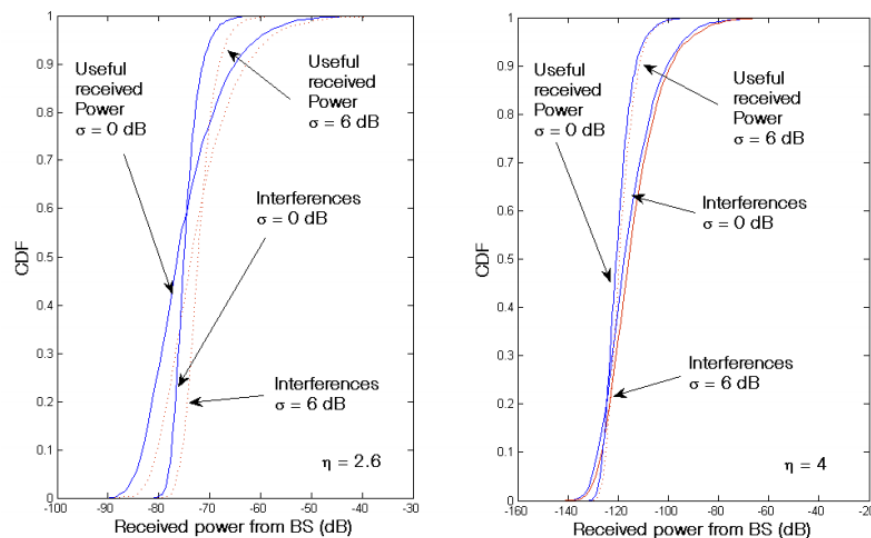 1
0.9
0.8
0.7
0.6
0.5
0.4
0.3
0.2
0.1
0
CDF
Useful
received
Power
σ = 0 dB
Useful
received
Power
σ = 6 dB
Interferences
σ = 0 dB
Interferences
σ = 6 dB
η = 2.6
-100
-90
-80
-70
-60
-50
-40
-30
Received power from BS (dB)
1
0.9
0.8
0.7
0.6
0.5
0.4
0.3
0.2
0.1
0
CDF
Useful
received
Power
σ = 0 dB
Useful
received
Power
σ = 6 dB
Interferences
σ = 0 dB
Interferences
σ = 6 dB
η = 4
-160
-140
-120
-100
-80
-60
-40
-20
Received power from BS (dB)